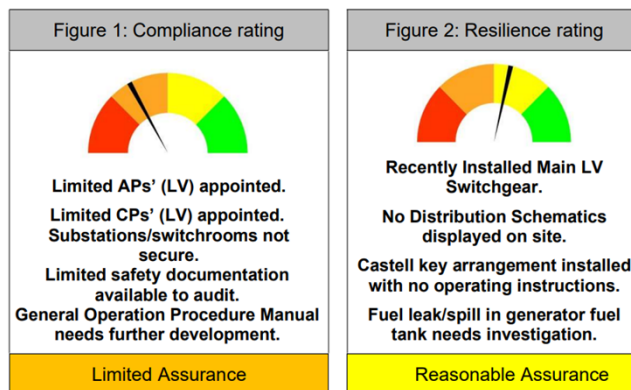 Figure 1: Compliance rating
Limited APs' (LV) appointed.
Limited CPs' (LV) appointed.
Substations/switchrooms not
secure.
Limited safety documentation
available to audit.
General Operation Procedure Manual
needs further development.
Limited Assurance
Figure 2: Resilience rating
Recently Installed Main LV
Switchgear.
No Distribution Schematics
displayed on site.
Castell key arrangement installed
with no operating instructions.
Fuel leak/spill in generator fuel
tank needs investigation.
Reasonable Assurance